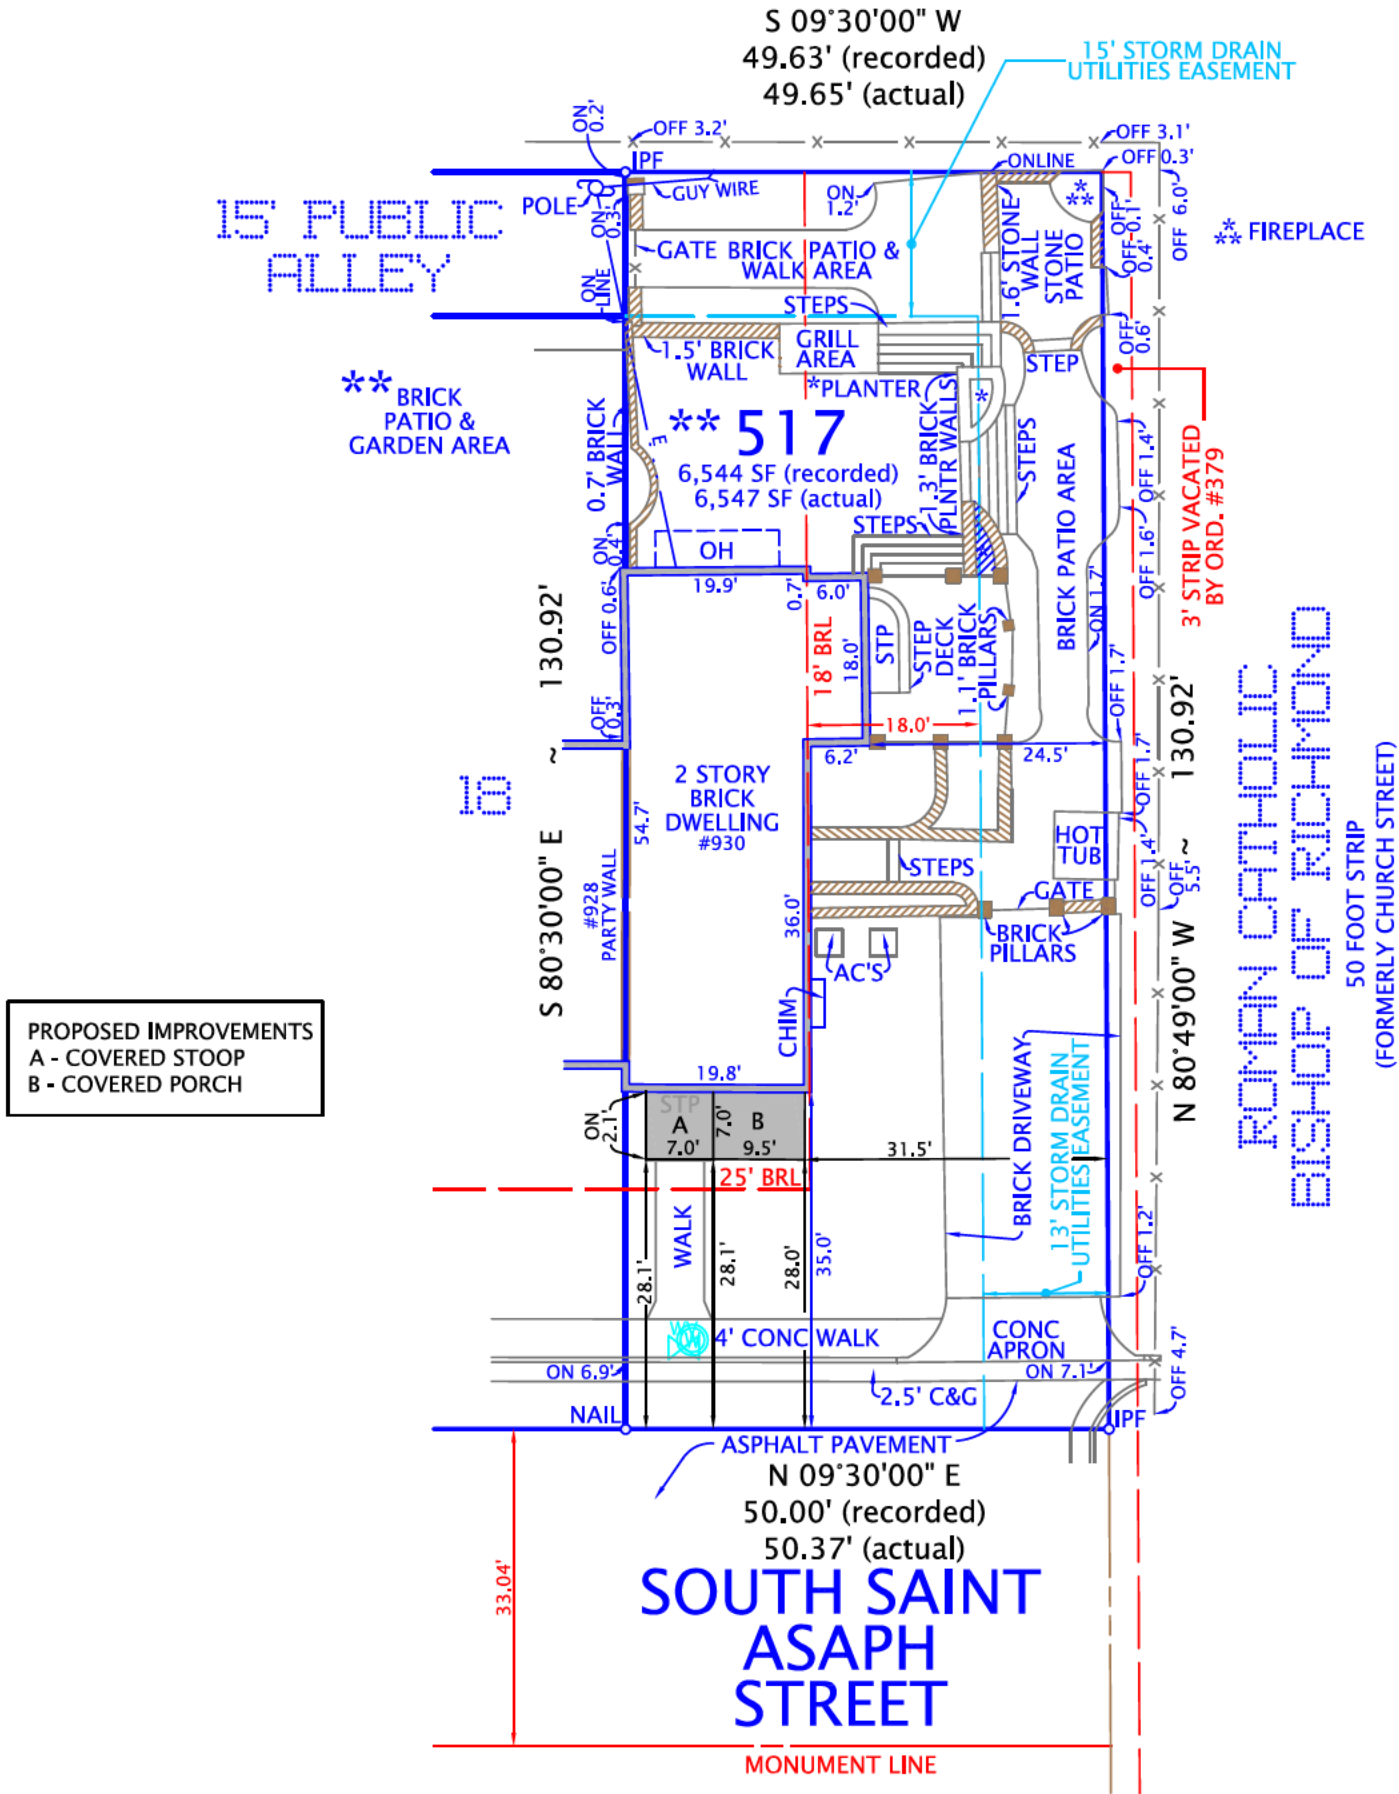 S 09°30'00" W
49.63' (recorded)
49.65' (actual)
15' STORM DRAIN
UTILITIES EASEMENT
ON
0.2'
OFF 3.2'
OFF 3.1'
IPF
ONLINE
OFF 0.3'
GUY WIRE
POLE
ON
0.3'
ON
1.2'
15' PUBLIC
ALLEY
GATE BRICK PATIO &
WALK AREA
1.6' STONE
WALL
STONE
PATIO
**
**
OFF
0.1'
OFF
0.4'
OFF 6.0'
**
** FIREPLACE
ON
LINE
STEPS
1.5' BRICK
WALL
GRILL
AREA
STEP
OFF
0.6'
** BRICK
PATIO &
GARDEN AREA
*PLANTER
*
** 517
6,544 SF (recorded)
6,547 SF (actual)
0.7' BRICK
WALL
E
1.3' BRICK
PLNTR WALLS
STEPS
BRICK PATIO AREA
OFF 1.4'
3' STRIP VACATED
BY ORD. #379
STEPS
*
OFF 1.6'
ON
0.4'
OH
19.9'
0.7'
6.0'
OFF 0.6'
130.92'
18' BRL
18.0'
STP
STEP
DECK
1.1' BRICK
PILLARS
ON 1.7'
OFF
0.3'
18.0'
OFF 1.7'
130.92'
~
6.2'
24.5'
OFF 1.7'
18
2 STORY
BRICK
DWELLING
#930
54.7'
HOT
TUB
OFF 1.4'
~
OFF
5.5'
STEPS
GATE
S 80°30'00" E
#928
PARTY WALL
36.0'
BRICK
PILLARS
AC'S
N 80°49'00" W
ROMAN CATHOLIC
BISHOP OF RICHMOND
50 FOOT STRIP
(FORMERLY CHURCH STREET)
CHIM
PROPOSED IMPROVEMENTS
A - COVERED STOOP
B - COVERED PORCH
19.8'
STP
ON
2.1'
A
7.0'
7.0'
B
9.5'
31.5'
BRICK DRIVEWAY
13' STORM DRAIN
UTILITIES EASEMENT
25' BRL
WALK
28.1'
28.1'
28.0'
35.0'
OFF 1.2'
W
4' CONC WALK
CONC
APRON
OFF 4.7'
ON 6.9'
ON 7.1'
2.5' C&G
NAIL
IPF
ASPHALT PAVEMENT
N 09°30'00" E
50.00' (recorded)
50.37' (actual)
33.04'
SOUTH SAINT
ASAPH
STREET
MONUMENT LINE